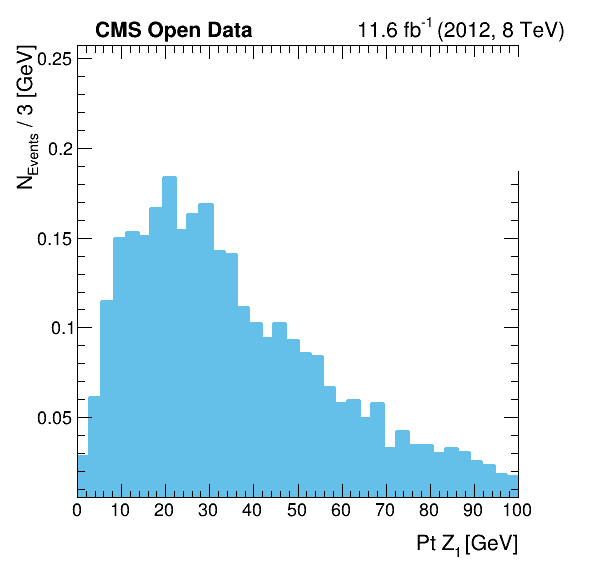 CMS Open Data
11.6 fb⁻¹ (2012, 8 TeV)
N_Events / 3 [GeV]
0.25
0.2
0.15
0.1
0.05
0 10 20 30 40 50 60 70 80 90 100
Pt Z₁ [GeV]